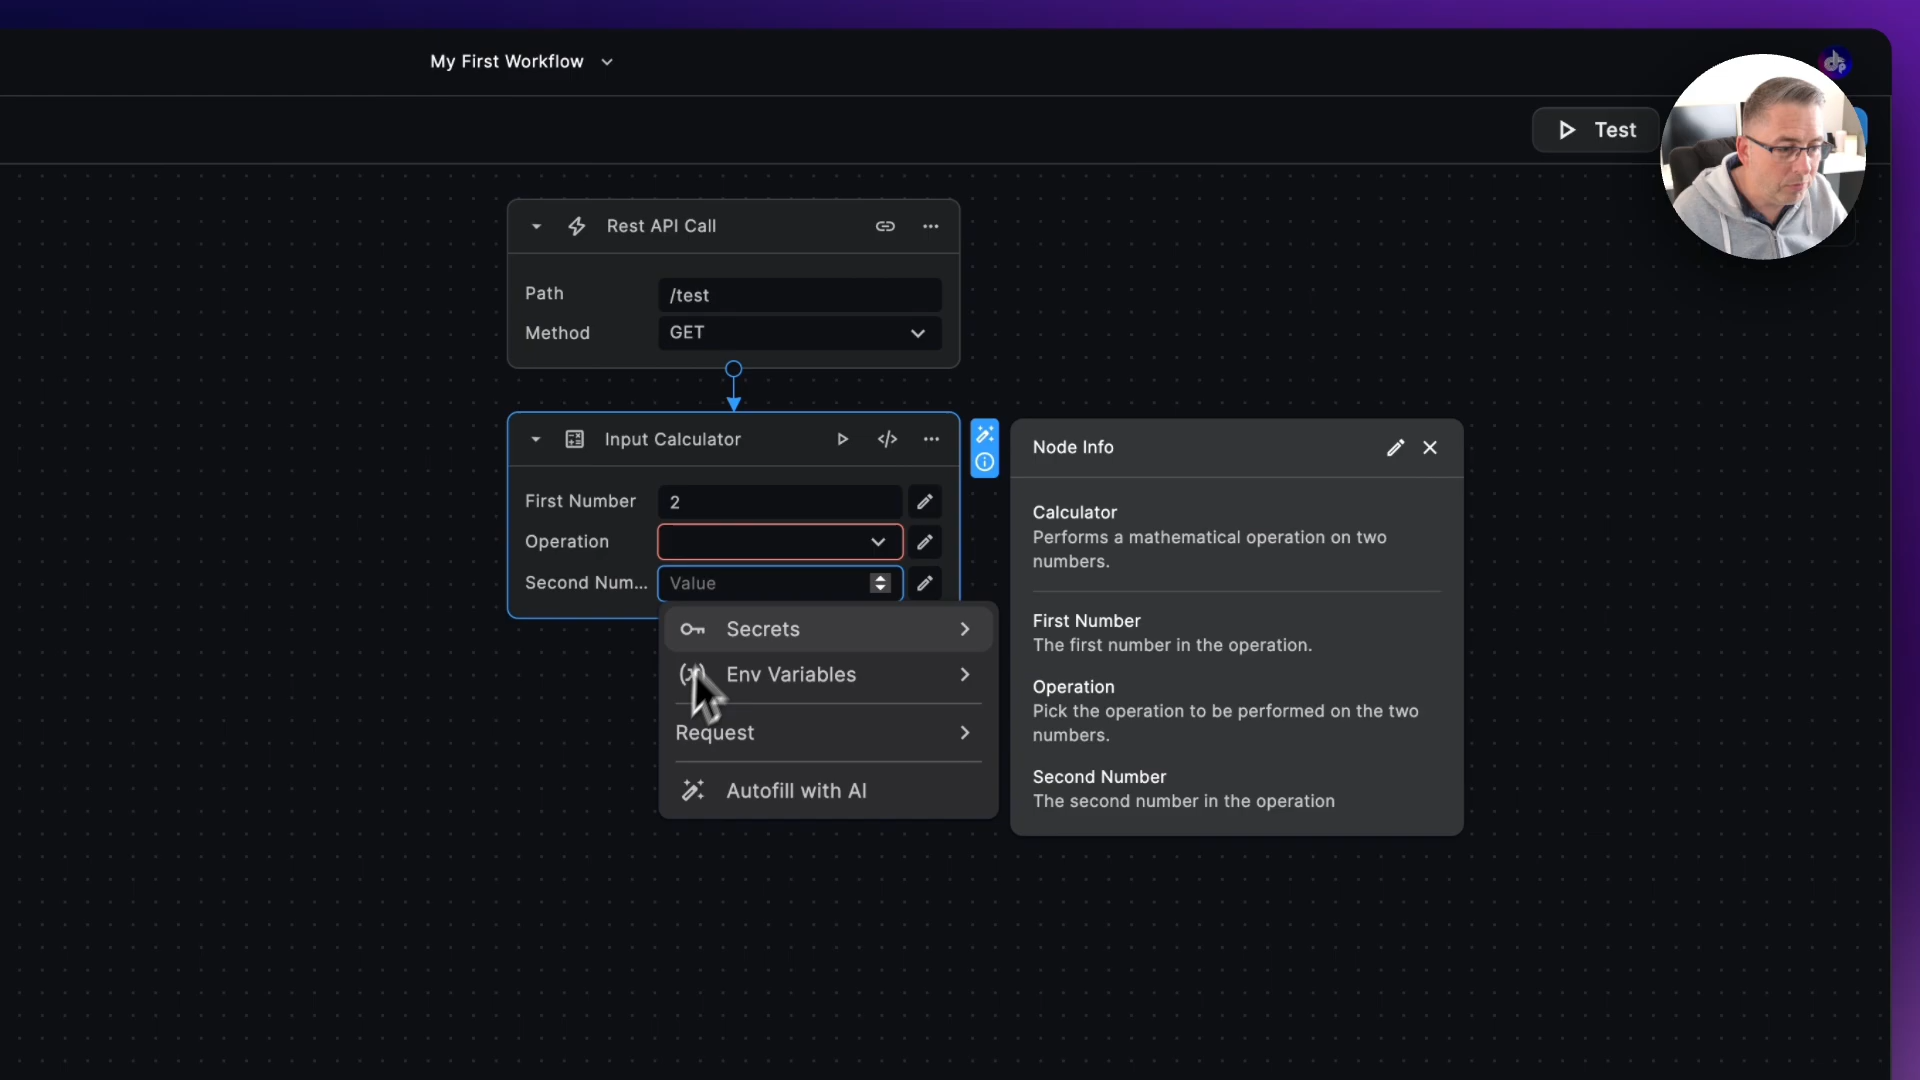 My First Workflow
Test
Rest API Call
Path
/test
Method
GET
Input Calculator
First Number
2
Operation
Second Num...
Value
Secrets
Env Variables
Request
Autofill with AI
Node Info
Calculator
Performs a mathematical operation on two
numbers.
First Number
The first number in the operation.
Operation
Pick the operation to be performed on the two
numbers.
Second Number
The second number in the operation